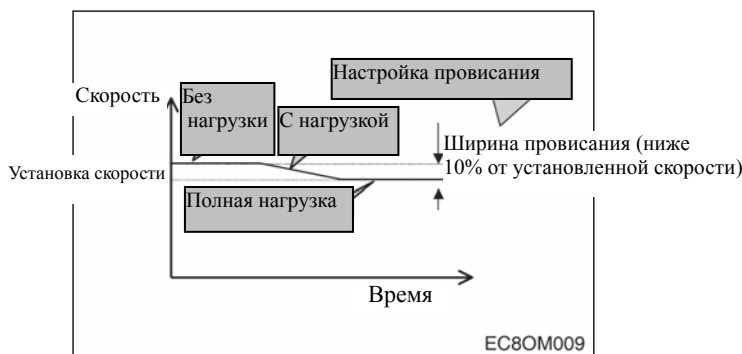 Настройка провисания
Скорость
Без
нагрузки
С нагрузкой
Ширина провисания (ниже
10% от установленной скорости)
Установка скорости
Полная нагрузка
Время
EC8OM009